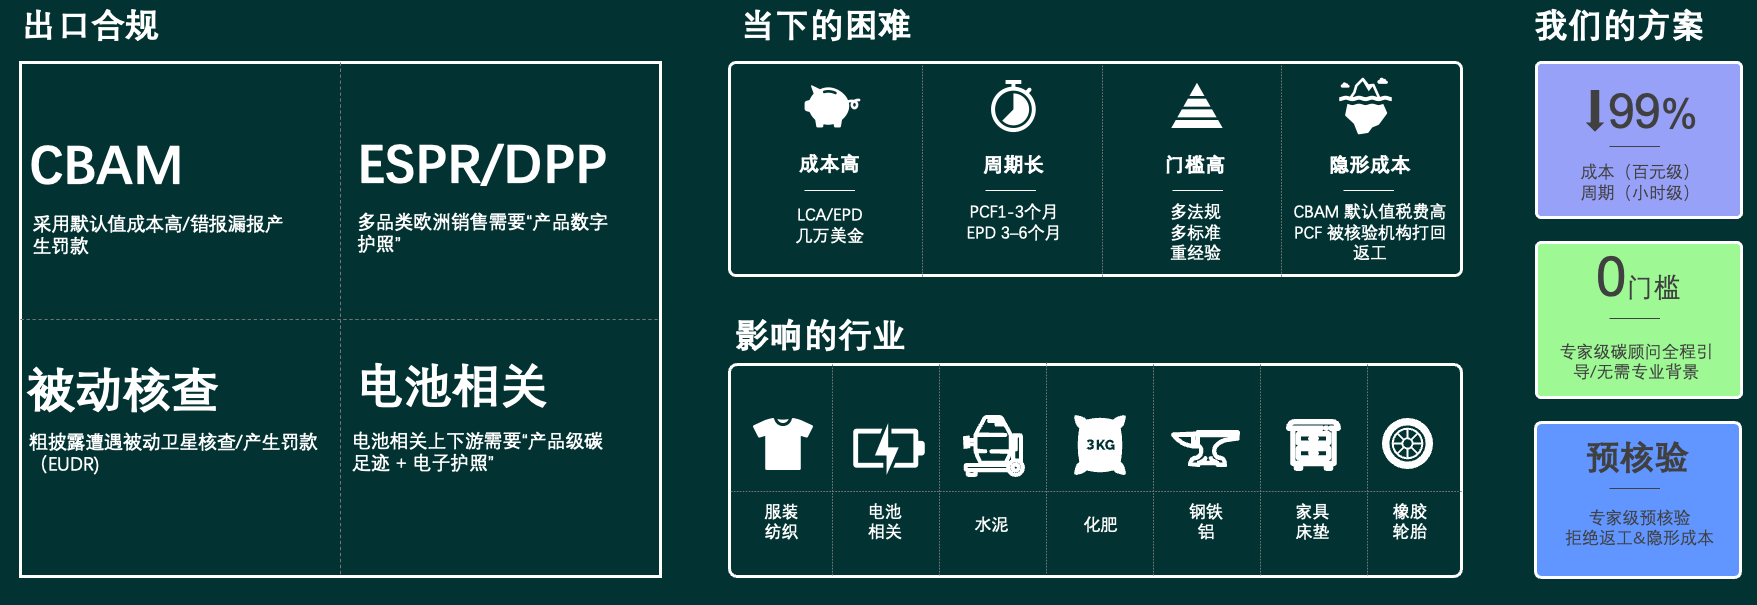 出口合规
CBAM
采用默认值成本高/错报漏报产
生罚款
ESPR/DPP
多品类欧洲销售需要“产品数字
护照”
被动核查
粗披露遭遇被动卫星核查/产生罚款
（EUDR)
电池相关
电池相关上下游需要“产品级碳
足迹 + 电子护照”
当下的困难
成本高
LCA/EPD
几万美金
周期长
PCF1-3个月
EPD 3–6个月
门槛高
多法规
多标准
重经验
隐形成本
CBAM 默认值税费高
PCF 被核验机构打回
返工
影响的行业
服装
纺织
电池
相关
水泥
3KG
化肥
钢铁
铝
家具
床垫
橡胶
轮胎
我们的方案
↓99%
成本（百元级）
周期（小时级）
0门槛
专家级碳顾问全程引
导/无需专业背景
预核验
专家级预核验
拒绝返工&隐形成本